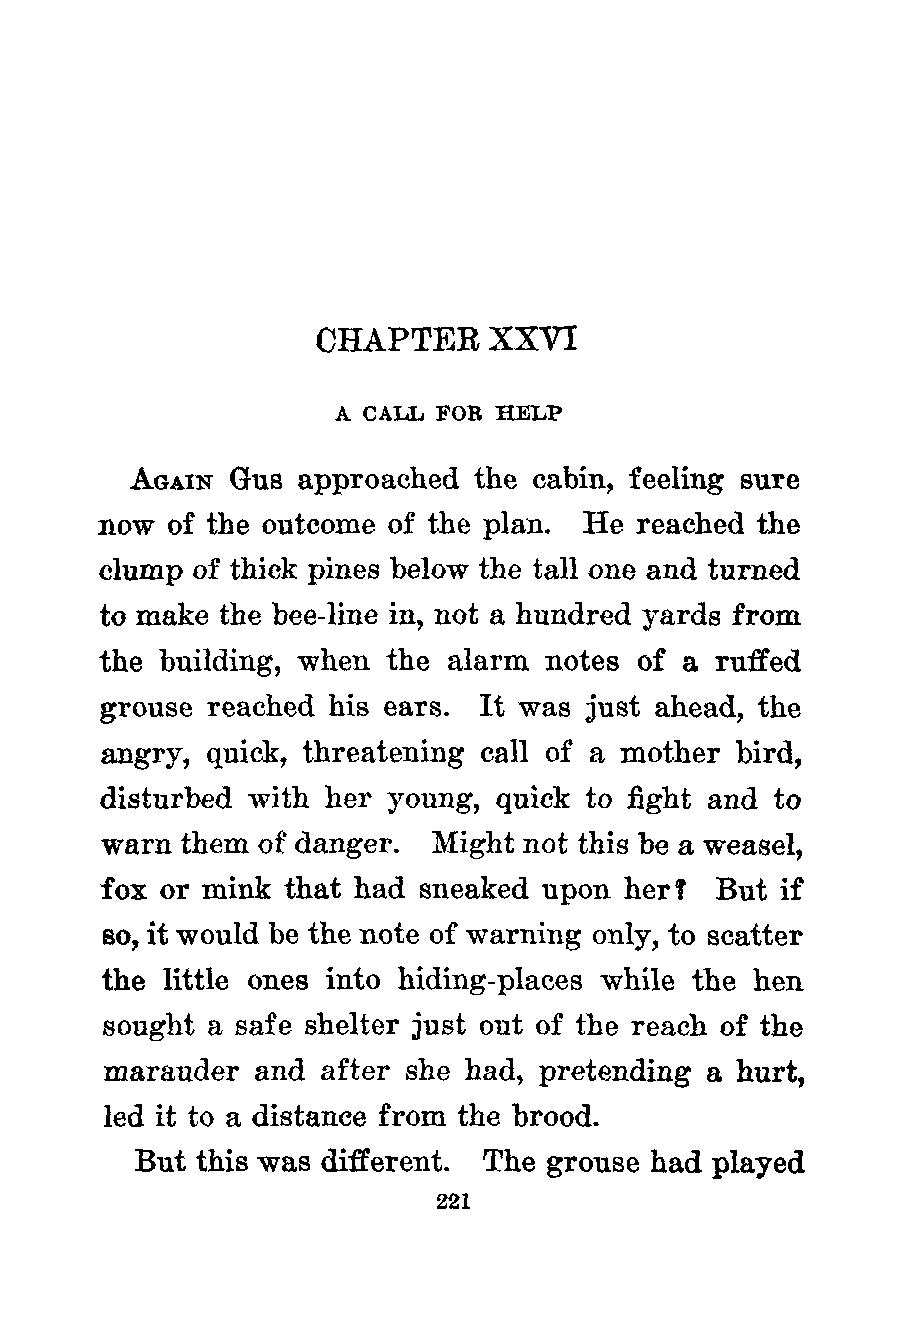 CHAPTER XXVI
A CALL FOR HELP
AGAIN Gus approached the cabin, feeling sure
now of the outcome of the plan. He reached the
clump of thick pines below the tall one and turned
to make the bee-line in, not a hundred yards from
the building, when the alarm notes of a ruffed
grouse reached his ears. It was just ahead, the
angry, quick, threatening call of a mother bird,
disturbed with her young, quick to fight and to
warn them of danger. Might not this be a weasel,
fox or mink that had sneaked upon her? But if
so, it would be the note of warning only, to scatter
the little ones into hiding-places while the hen
sought a safe shelter just out of the reach of the
marauder and after she had, pretending a hurt,
led it to a distance from the brood.
But this was different. The grouse had played
221